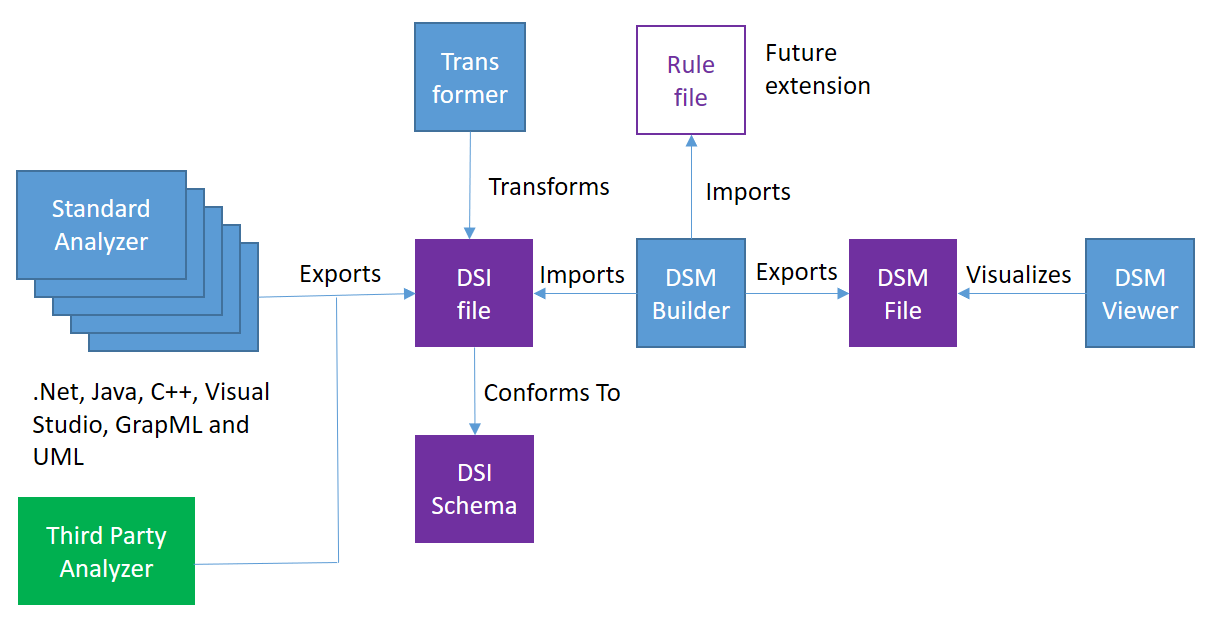 Trans
former
Rule
file
Future
extension
Transforms
Imports
Standard
Analyzer
Exports
DSI
file
Imports
DSM
Builder
Exports
DSM
File
Visualizes
DSM
Viewer
.Net, Java, C++, Visual
Studio, GrapML and
UML
Conforms To
DSI
Schema
Third Party
Analyzer